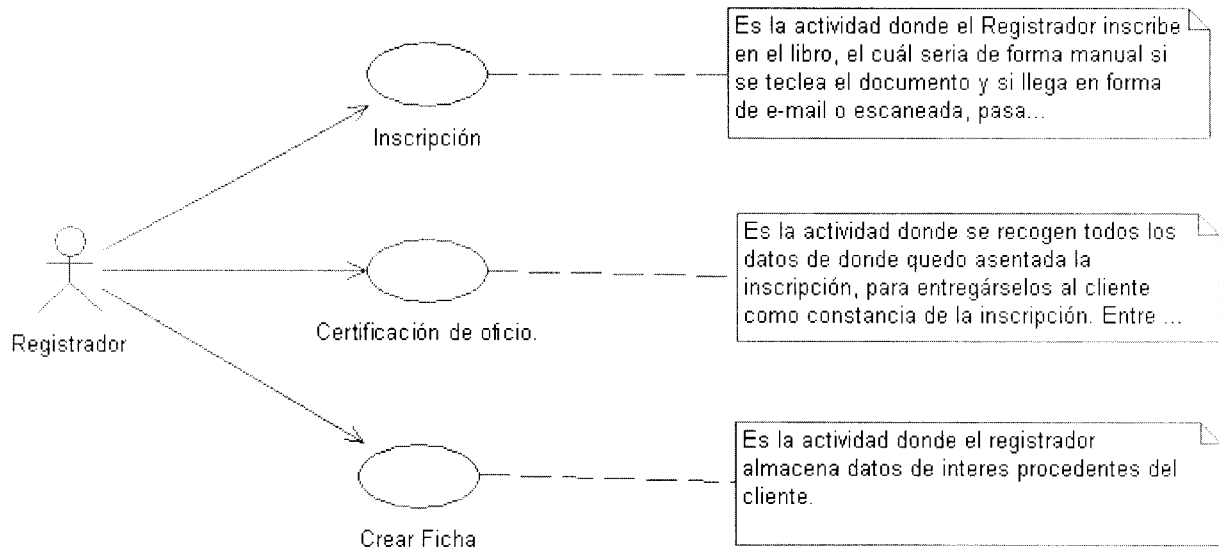 Es la actividad donde el Registrador inscribe
en el libro, el cuál seria de forma manual si
se teclea el documento y si llega en forma
de e-mail o escaneada, pasa...
Inscripción
Es la actividad donde se recogen todos los
datos de donde quedo asentada la
inscripción, para entregárselos al cliente
como constancia de la inscripción. Entre ...
Certificación de oficio.
Registrador
Es la actividad donde el registrador
almacena datos de interes procedentes del
cliente.
Crear Ficha